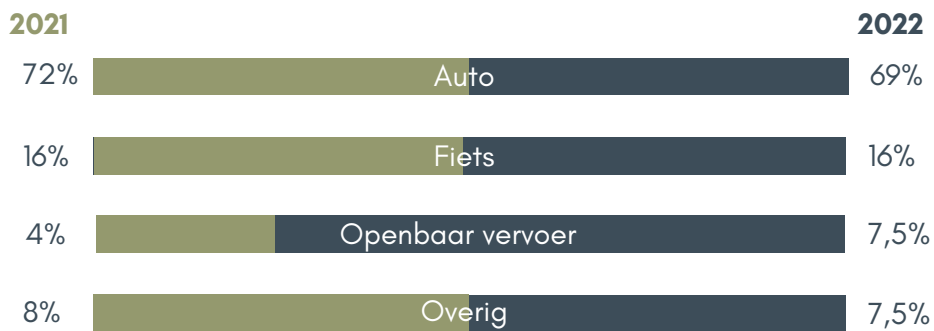 2021 2022
72% Auto 69%
16% Fiets 16%
4% Openbaar vervoer 7,5%
8% Overig 7,5%